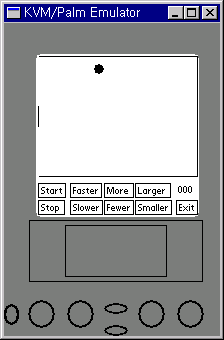 KVM/Palm Emulator
Start Faster More Larger 000
Stop Slower Fewer Smaller Exit